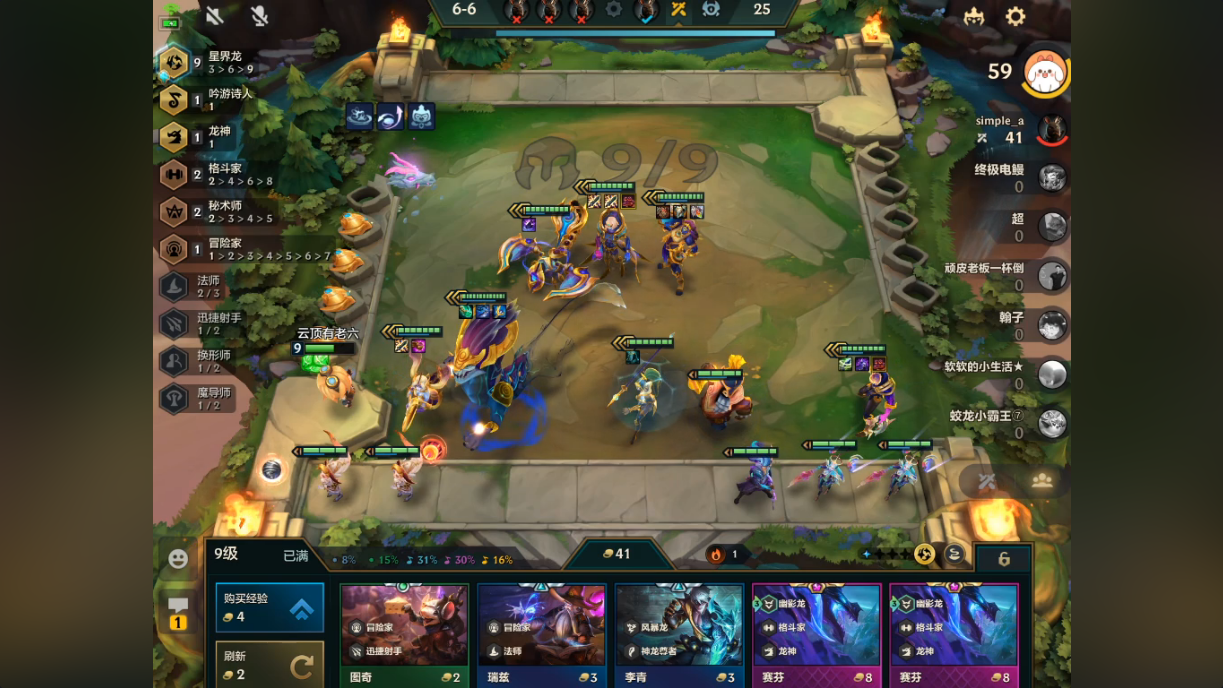 6-6
25
59
simple_a
41
终极电鳗
0
超
0
顽皮老板一杯倒
0
翰子
0
软软的小生活★
0
蛟龙小霸王⑦
0
9 星界龙
3 > 6 > 9
1 吟游诗人
1
1 龙神
1
2 格斗家
2 > 4 > 6 > 8
2 秘术师
2 > 3 > 4 > 5
1 冒险家
1 > 2 > 3 > 4 > 5 > 6 > 7
法师
2 / 3
迅捷射手
1 / 2
换形师
1 / 2
魔导师
1 / 2
9/9
云顶有老六
9
9级
已满
8% 15% 31% 30% 16%
41
1
6
1
购买经验
4
刷新
2
冒险家
迅捷射手
图奇 2
冒险家
法师
瑞兹 3
风暴龙
神龙尊者
李青 3
3 幽影龙
格斗家
龙神
赛芬 8
3 幽影龙
格斗家
龙神
赛芬 8